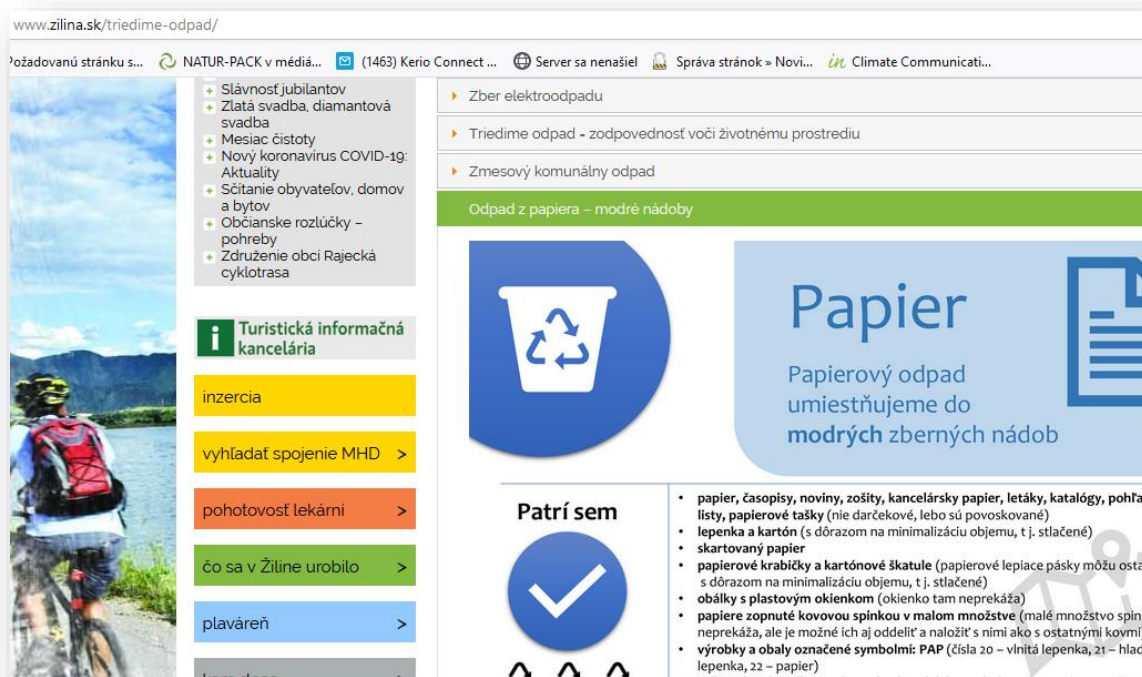 www.zilina.sk/triedime-odpad/
Požadovanú stránku s... NATUR-PACK v médiá... (1463) Kerio Connect ... Server sa nenašiel Správa stránok » Novi... in Climate Communicati...
Slávnosť jubilantov
Zlatá svadba, diamantová
svadba
Mesiac čistoty
Nový koronavírus COVID-19:
Aktuality
Sčítanie obyvateľov, domov
a bytov
Občianske rozlúčky –
pohreby
Združenie obcí Rajecká
cyklotrasa
i Turistická informačná
kancelária
inzercia
vyhľadať spojenie MHD >
pohotovosť lekární >
čo sa v Žiline urobilo >
plaváreň >
Zber elektroodpadu
Triedime odpad - zodpovednosť voči životnému prostrediu
Zmesový komunálny odpad
Odpad z papiera – modré nádoby
Papier
Papierový odpad
umiestňujeme do
modrých zberných nádob
Patrí sem
• papier, časopisy, noviny, zošity, kancelársky papier, letáky, katalógy,
listy, papierové tašky (nie darčekové, lebo sú povoskované)
• lepenka a kartón (s dôrazom na minimalizáciu objemu, t j. stlačené)
• skartovaný papier
• papierové krabičky a kartónové škatule (papierové lepiace pásky môžu
s dôrazom na minimalizáciu objemu, t j. stlačené)
• obálky s plastovým okienkom (okienko tam neprekáža)
• papiere zopnuté kovovou spinkou v malom množstve (malé množstvo
neprekáža, ale je možné ich aj oddeliť a naložiť s nimi ako s ostatnými
• výrobky a obaly označené symbolmi: PAP (čísla 20 – vlnitá lepenka, 21 –
lepenka, 22 – papier)